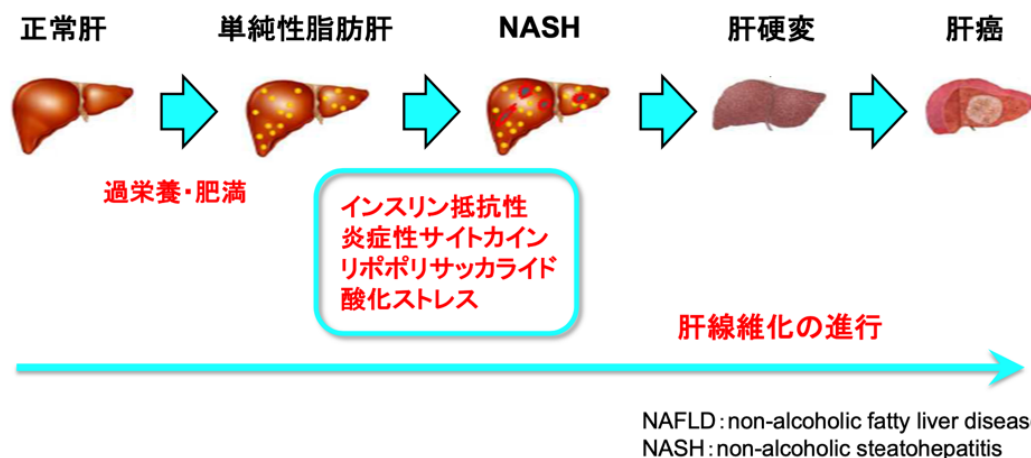 正常肝
単純性脂肪肝
NASH
肝硬変
肝癌
過栄養・肥満
インスリン抵抗性
炎症性サイトカイン
リポポリサッカライド
酸化ストレス
肝線維化の進行
NAFLD：non-alcoholic fatty liver diseas
NASH：non-alcoholic steatohepatitis